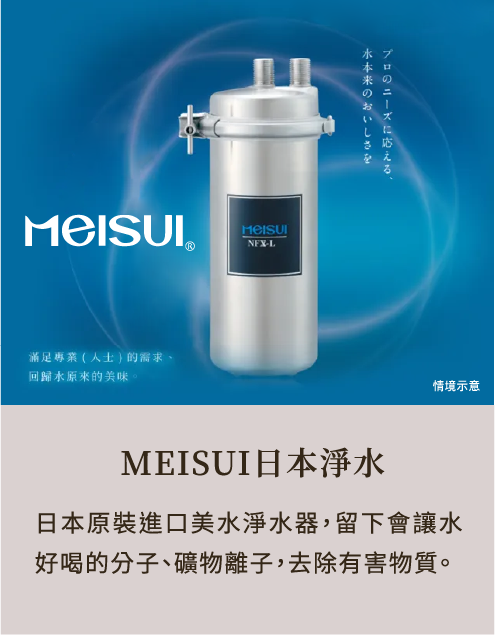 プロのニーズに応える、
水本来のおいしさを
MEISUI®
MEISUI
NFX-L
滿足專業(人士)的需求、
回歸水原來的美味。
情境示意
MEISUI日本淨水
日本原裝進口美水淨水器，留下會讓水
好喝的分子、礦物離子，去除有害物質。